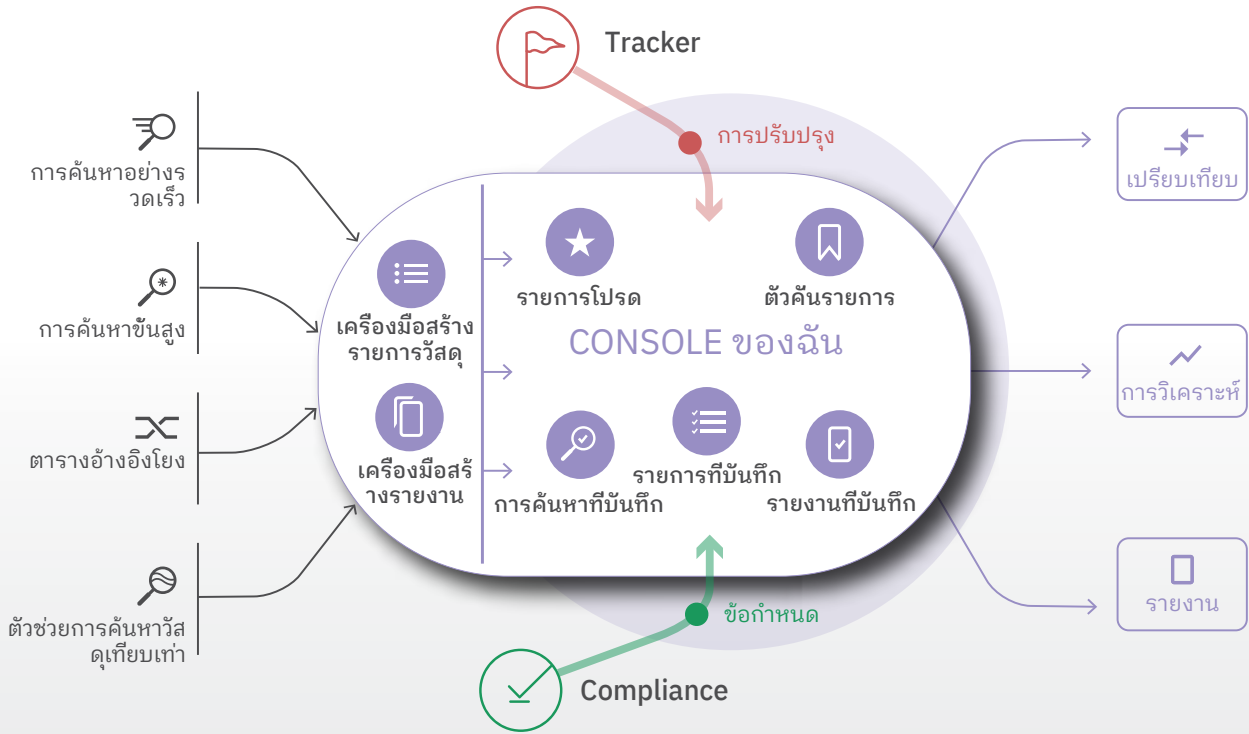 Tracker
การปรับปรุง
การค้นหาอย่างร
วดเร็ว
การค้นหาขั้นสูง
ตารางอ้างอิงโยง
ตัวช่วยการค้นหาวัส
ดุเทียบเท่า
เครื่องมือสร้าง
รายการวัสดุ
เครื่องมือสร้
างรายงาน
รายการโปรด
ตัวคั่นรายการ
CONSOLE ของฉัน
การค้นหาที่บันทึก
รายการที่บันทึก
รายงานที่บันทึก
ข้อกำหนด
Compliance
เปรียบเทียบ
การวิเคราะห์
รายงาน